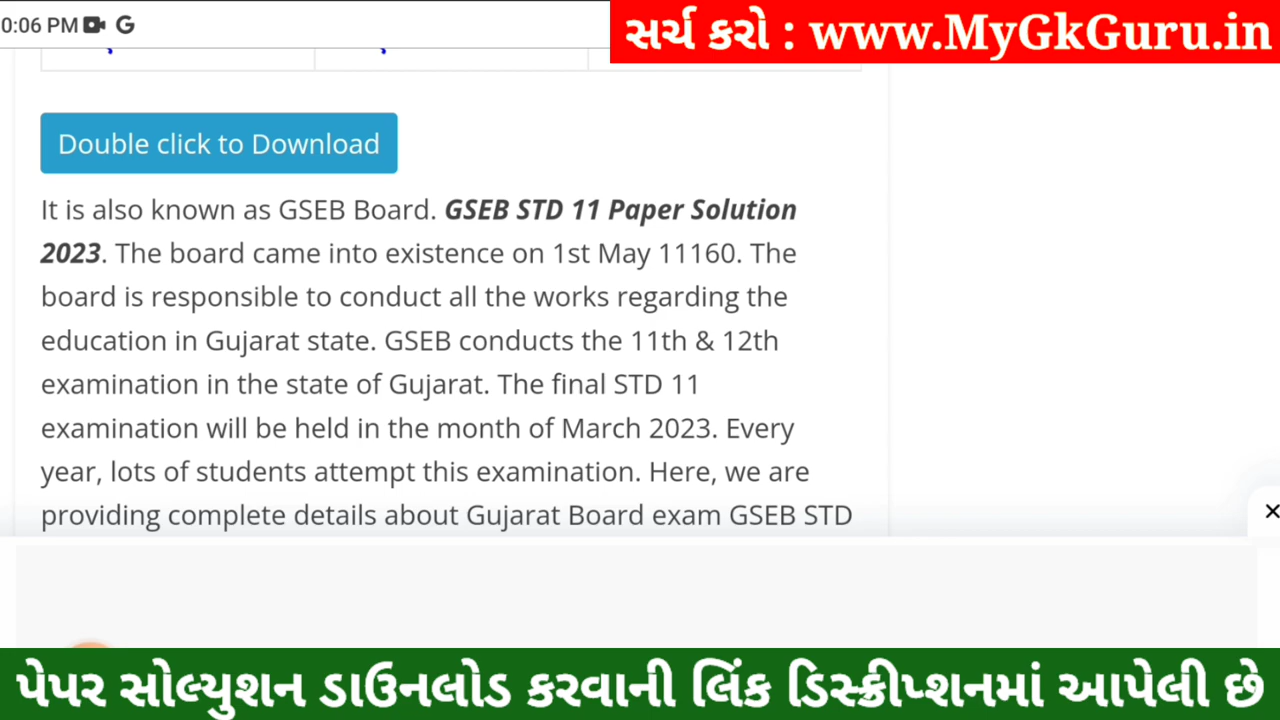 0:06 PM
સર્ચ કરો : www.MyGkGuru.in
Double click to Download
It is also known as GSEB Board. GSEB STD 11 Paper Solution
2023. The board came into existence on 1st May 11160. The
board is responsible to conduct all the works regarding the
education in Gujarat state. GSEB conducts the 11th & 12th
examination in the state of Gujarat. The final STD 11
examination will be held in the month of March 2023. Every
year, lots of students attempt this examination. Here, we are
providing complete details about Gujarat Board exam GSEB STD
પેપર સોલ્યુશન ડાઉનલોડ કરવાની લિંક ડિસ્ક્રીપ્શનમાં આપેલી છે